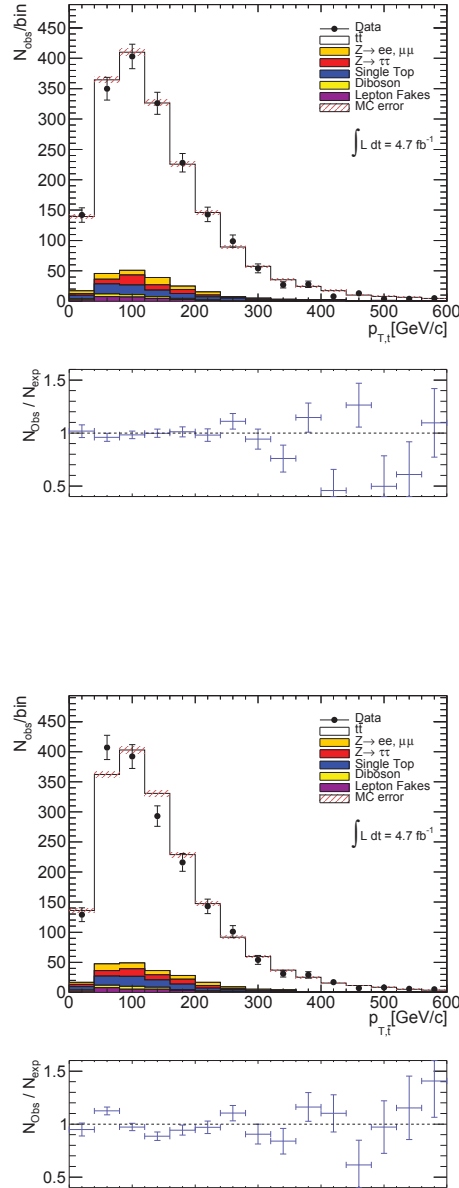 N_obs/bin
450
400
350
300
250
200
150
100
50
0
Data
tt̄
Z→ ee, μμ
Z→ ττ
Single Top
Diboson
Lepton Fakes
MC error
∫ L dt = 4.7 fb⁻¹
0 100 200 300 400 500 600
p_T,t[GeV/c]
N_Obs / N_exp
1.5
1
0.5
N_obs/bin
450
400
350
300
250
200
150
100
50
0
Data
tt̄
Z→ ee, μμ
Z→ ττ
Single Top
Diboson
Lepton Fakes
MC error
∫ L dt = 4.7 fb⁻¹
0 100 200 300 400 500 600
p_T,t̄[GeV/c]
N_Obs / N_exp
1.5
1
0.5